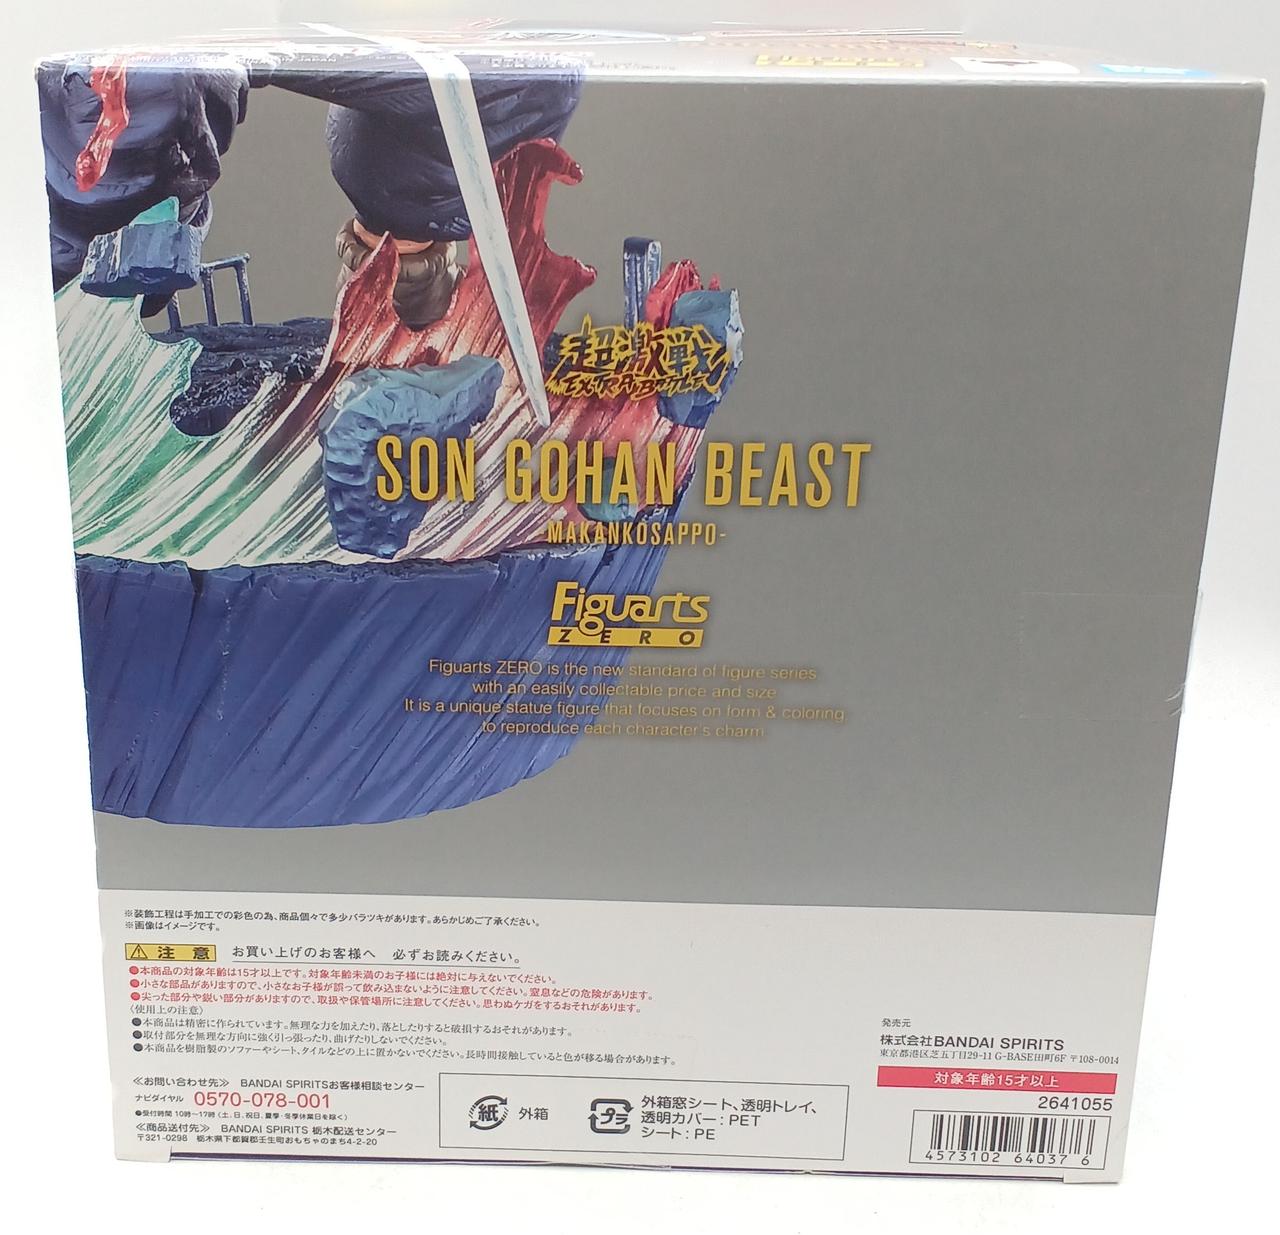 超激戦
EXTRA BATTLE
SON GOHAN BEAST
-MAKANKOSAPPO-
Figuarts
ZERO
Figuarts ZERO is the new standard of figure series
with an easily collectable price and size
It is a unique statue figure that focuses on form & coloring
to reproduce each character's charm
※装飾工程は手加工での彩色の為、商品個々で多少バラツキがあります。あらかじめご了承ください。
※画像はイメージです。
注意 お買い上げのお客様へ 必ずお読みください。
●本商品の対象年齢は15才以上です。対象年齢未満のお子様には絶対に与えないでください。
●小さな部品がありますので、小さなお子様が誤って飲み込まないように注意してください。窒息などの危険があります。
●尖った部分や鋭い部分がありますので、取扱や保管場所に注意してください。思わぬケガをするおそれがあります。
〈使用上の注意〉
●本商品は精密に作られています。無理な力を加えたり、落としたりすると破損するおそれがあります。
●取付部分を無理な方向に強く引っ張ったり、曲げたりしないでください。
●本商品を樹脂製のソファーやシート、タイルなどの上に置かないでください。長時間接触していると色が移る場合があります。
≪お問い合わせ先≫ BANDAI SPIRITSお客様相談センター
ナビダイヤル 0570-078-001
●受付時間 10時〜17時(土、日、祝日、夏季・冬季休業日を除く)
≪商品送付先≫ BANDAI SPIRITS 栃木配送センター
〒321-0298 栃木県下都賀郡壬生町おもちゃのまち4-2-20
紙 外箱
プラ 外箱窓シート、透明トレイ、
透明カバー:PET
シート:PE
発売元
株式会社BANDAI SPIRITS
東京都港区芝五丁目29-11 G-BASE田町6F 〒108-0014
対象年齢15才以上
2641055
4573102 64037 6